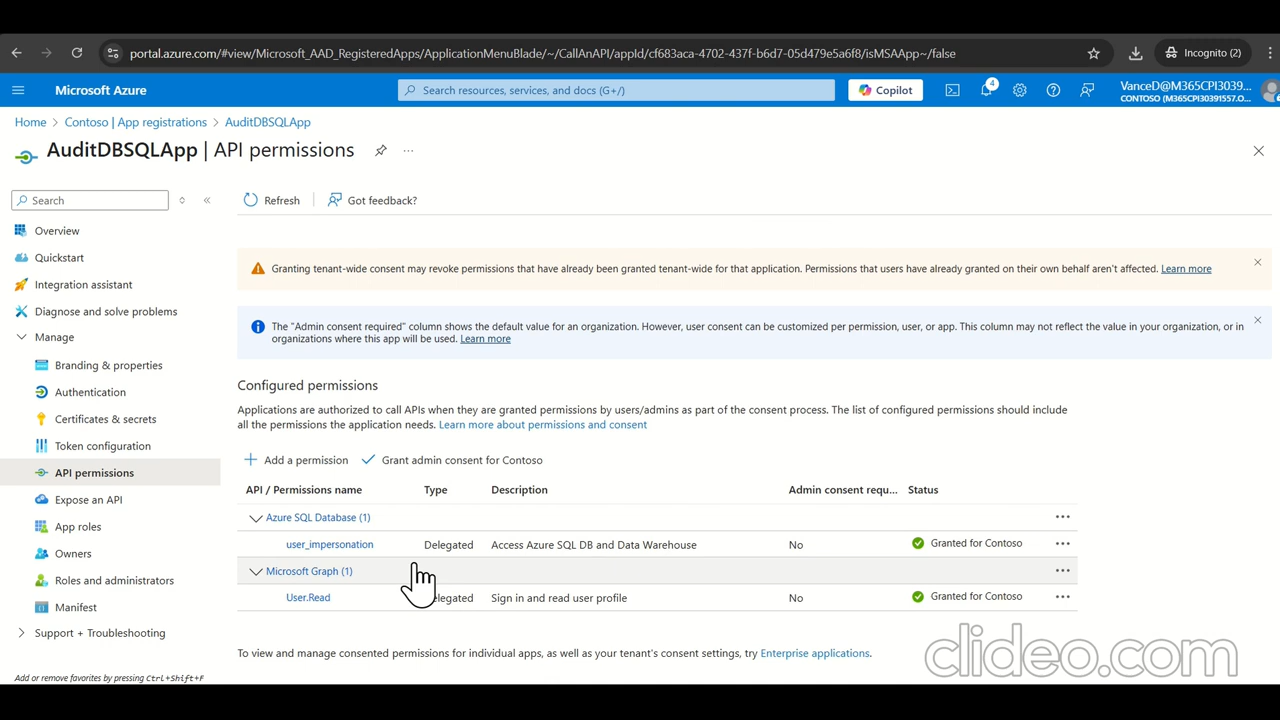 portal.azure.com/#view/Microsoft_AAD_RegisteredApps/ApplicationMenuBlade/~/CallAnAPI/appId/cf683aca-4702-437f-b6d7-05d479e5a6f8/isMSAApp~/false
Incognito (2)
Microsoft Azure
Search resources, services, and docs (G+/)
Copilot
4
VanceD@M365CPI3039...
CONTOSO (M365CPI30391557.O...
Home > Contoso | App registrations > AuditDBSQLApp
AuditDBSQLApp | API permissions
Search
Refresh
Got feedback?
Overview
Quickstart
Integration assistant
Diagnose and solve problems
Manage
Branding & properties
Authentication
Certificates & secrets
Token configuration
API permissions
Expose an API
App roles
Owners
Roles and administrators
Manifest
Support + Troubleshooting
Add or remove favorites by pressing Ctrl+Shift+F
Granting tenant-wide consent may revoke permissions that have already been granted tenant-wide for that application. Permissions that users have already granted on their own behalf aren't affected. Learn more
The "Admin consent required" column shows the default value for an organization. However, user consent can be customized per permission, user, or app. This column may not reflect the value in your organization, or in
organizations where this app will be used. Learn more
Configured permissions
Applications are authorized to call APIs when they are granted permissions by users/admins as part of the consent process. The list of configured permissions should include
all the permissions the application needs. Learn more about permissions and consent
Add a permission
Grant admin consent for Contoso
API / Permissions name Type Description Admin consent requ... Status
Azure SQL Database (1)
user_impersonation Delegated Access Azure SQL DB and Data Warehouse No Granted for Contoso
Microsoft Graph (1)
User.Read elegated Sign in and read user profile No Granted for Contoso
To view and manage consented permissions for individual apps, as well as your tenant's consent settings, try Enterprise applications.
clideo.com